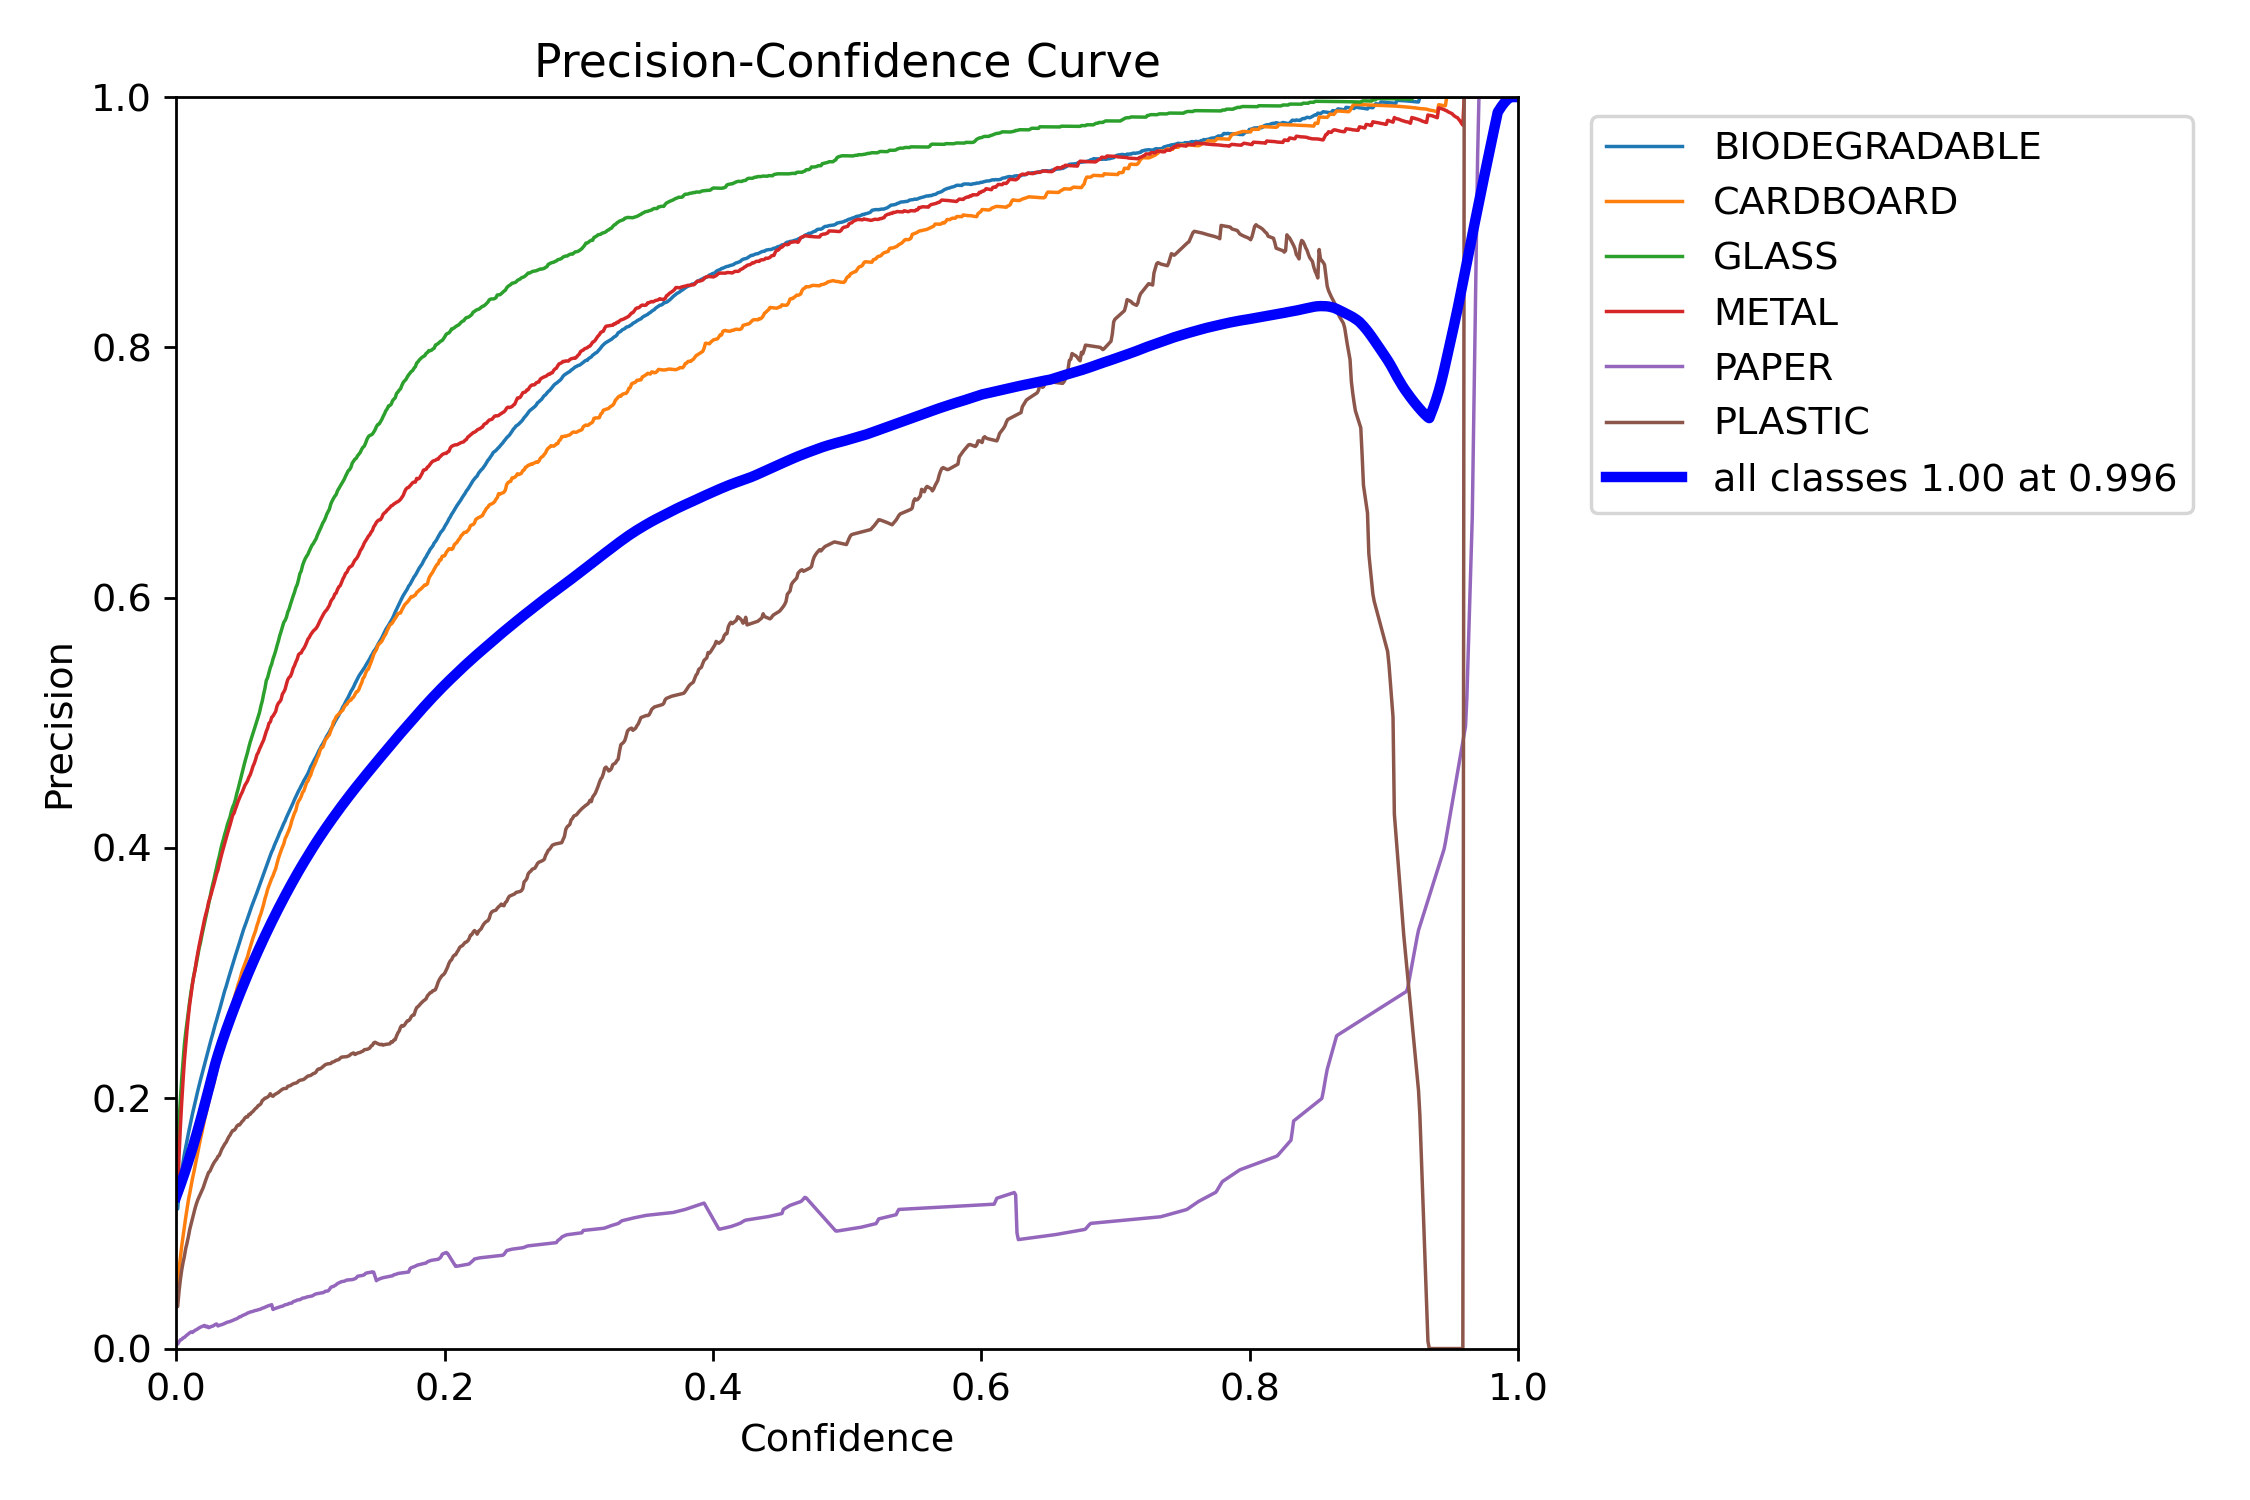 Precision-Confidence Curve
1.0
0.8
0.6
0.4
0.2
0.0
Precision
0.0 0.2 0.4 0.6 0.8 1.0
Confidence
BIODEGRADABLE
CARDBOARD
GLASS
METAL
PAPER
PLASTIC
all classes 1.00 at 0.996